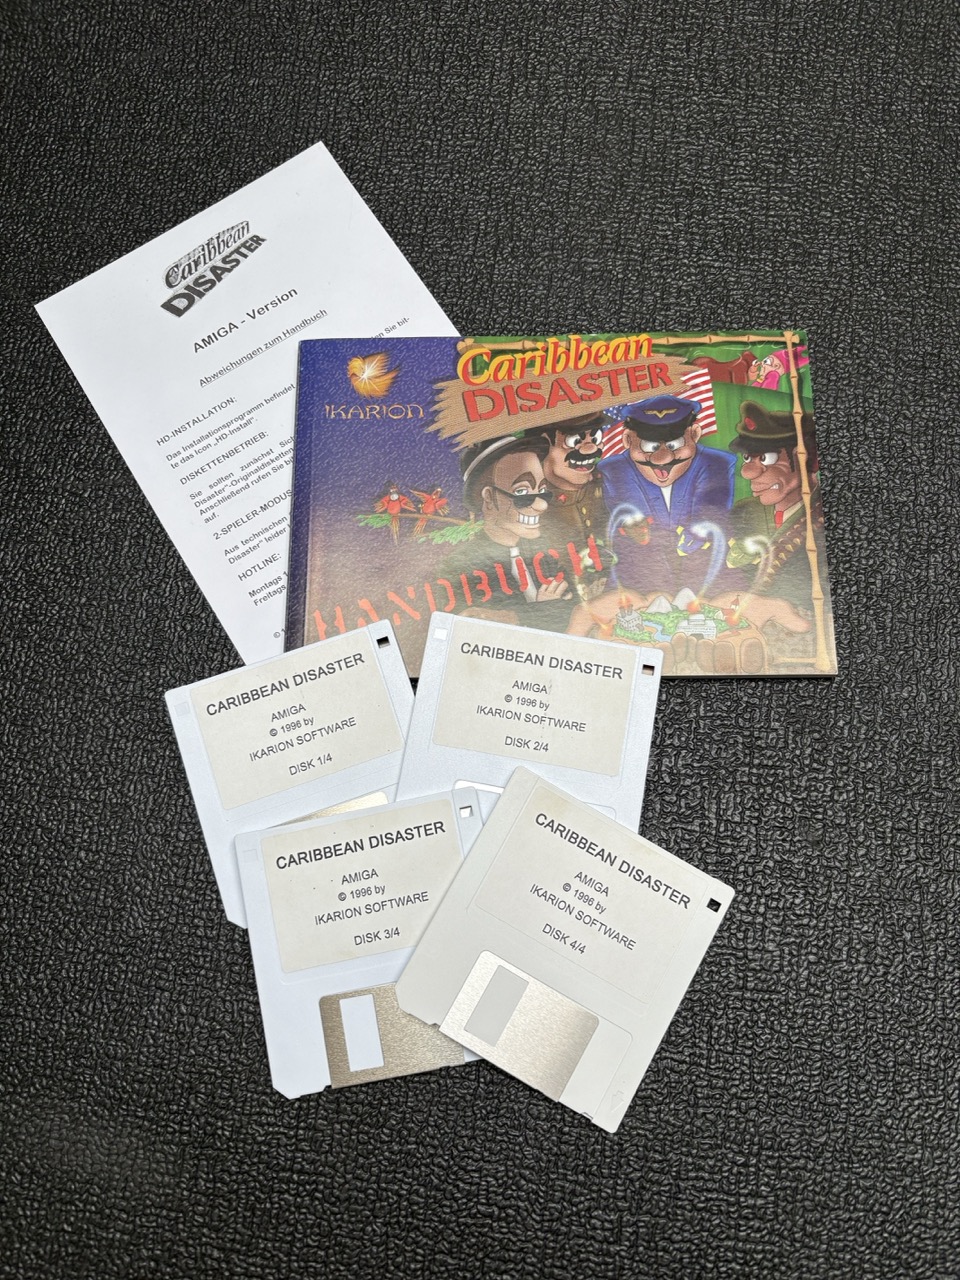 Caribbean
DISASTER
AMIGA - Version
Abweichungen zum Handbuch
HD-INSTALLATION:
Das Installationsprogramm befindet
Sie bit-
te das Icon „HD-Install".
DISKETTENBETRIEB:
Sie sollten zunächst
Disaster"-Originaldisketten
Anschließend rufen Sie
auf.
2-SPIELER-MODUS
Aus technischen
Disaster" leider
HOTLINE:
Montags
Freitags
©
IKARION
Caribbean
DISASTER
HANDBUCH
CARIBBEAN DISASTER
AMIGA
© 1996 by
IKARION SOFTWARE
DISK 1/4
CARIBBEAN DISASTER
AMIGA
© 1996 by
IKARION SOFTWARE
DISK 2/4
CARIBBEAN DISASTER
AMIGA
© 1996 by
IKARION SOFTWARE
DISK 3/4
CARIBBEAN DISASTER
AMIGA
© 1996 by
IKARION SOFTWARE
DISK 4/4